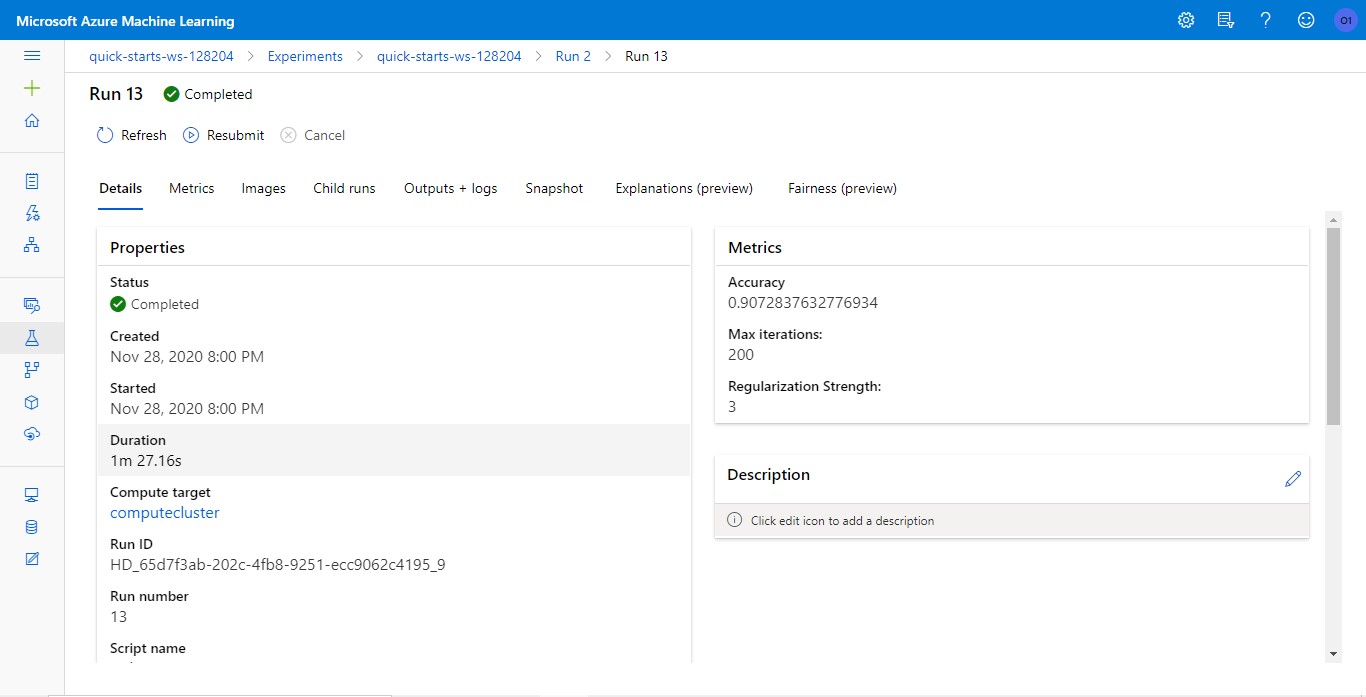 Microsoft Azure Machine Learning
O1
quick-starts-ws-128204 > Experiments > quick-starts-ws-128204 > Run 2 > Run 13
Run 13 Completed
Refresh Resubmit Cancel
Details Metrics Images Child runs Outputs + logs Snapshot Explanations (preview) Fairness (preview)
Properties
Status
Completed
Created
Nov 28, 2020 8:00 PM
Started
Nov 28, 2020 8:00 PM
Duration
1m 27.16s
Compute target
computecluster
Run ID
HD_65d7f3ab-202c-4fb8-9251-ecc9062c4195_9
Run number
13
Script name
Metrics
Accuracy
0.9072837632776934
Max iterations:
200
Regularization Strength:
3
Description
Click edit icon to add a description